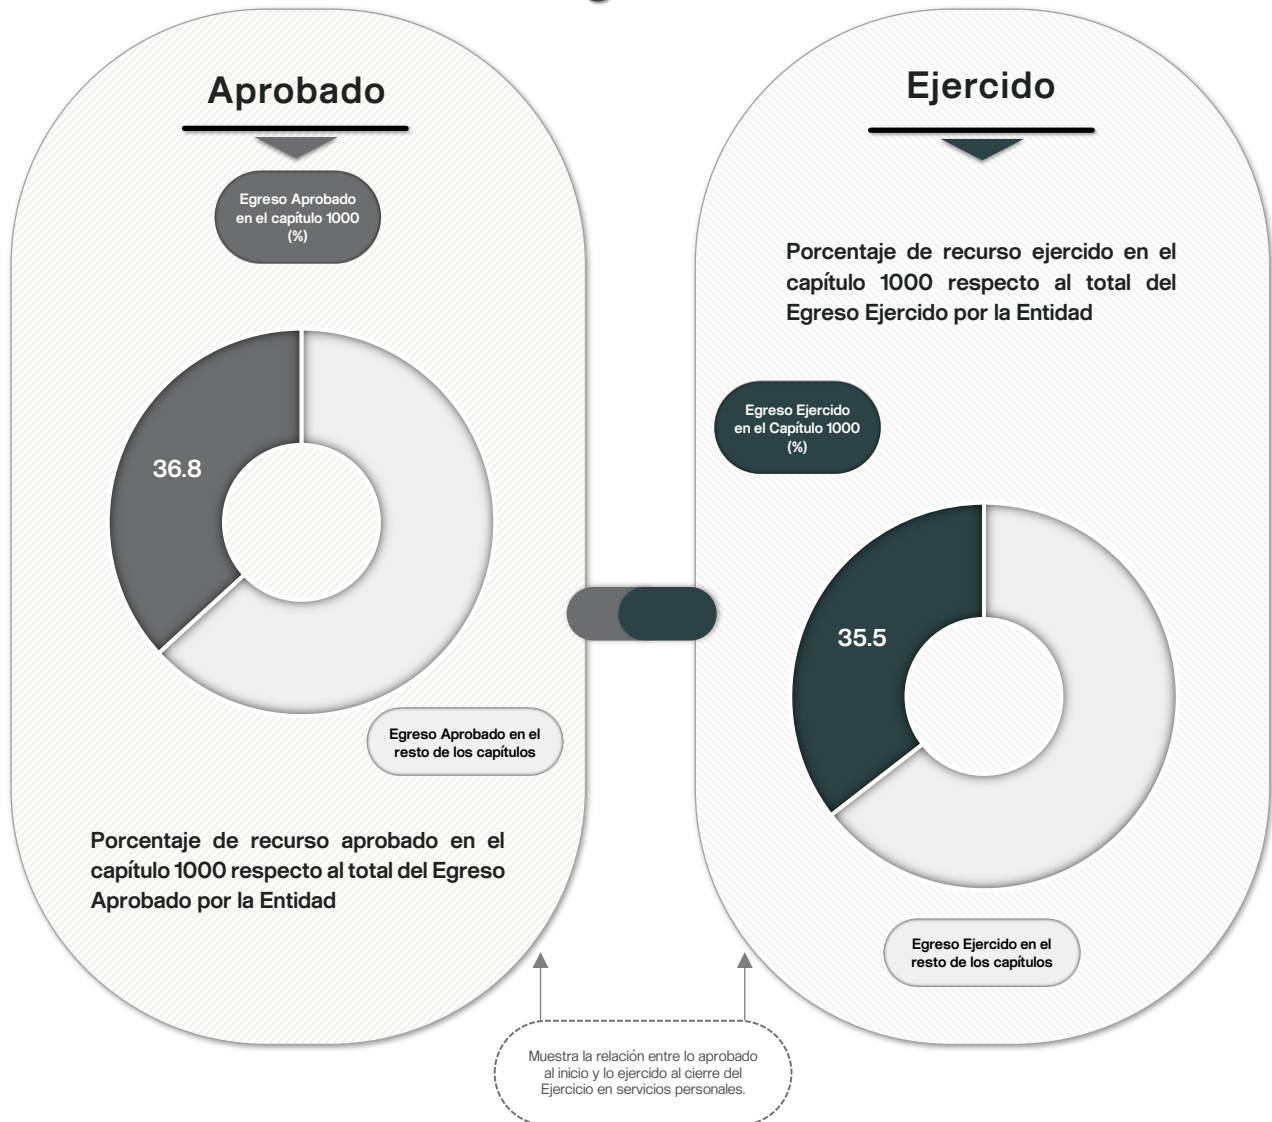 Aprobado
Egreso Aprobado
en el capítulo 1000
(%)
36.8
Egreso Aprobado en el
resto de los capítulos
Porcentaje de recurso aprobado en el
capítulo 1000 respecto al total del Egreso
Aprobado por la Entidad
Ejercido
Porcentaje de recurso ejercido en el
capítulo 1000 respecto al total del
Egreso Ejercido por la Entidad
Egreso Ejercido
en el Capítulo 1000
(%)
35.5
Egreso Ejercido en el
resto de los capítulos
Muestra la relación entre lo aprobado
al inicio y lo ejercido al cierre del
Ejercicio en servicios personales.